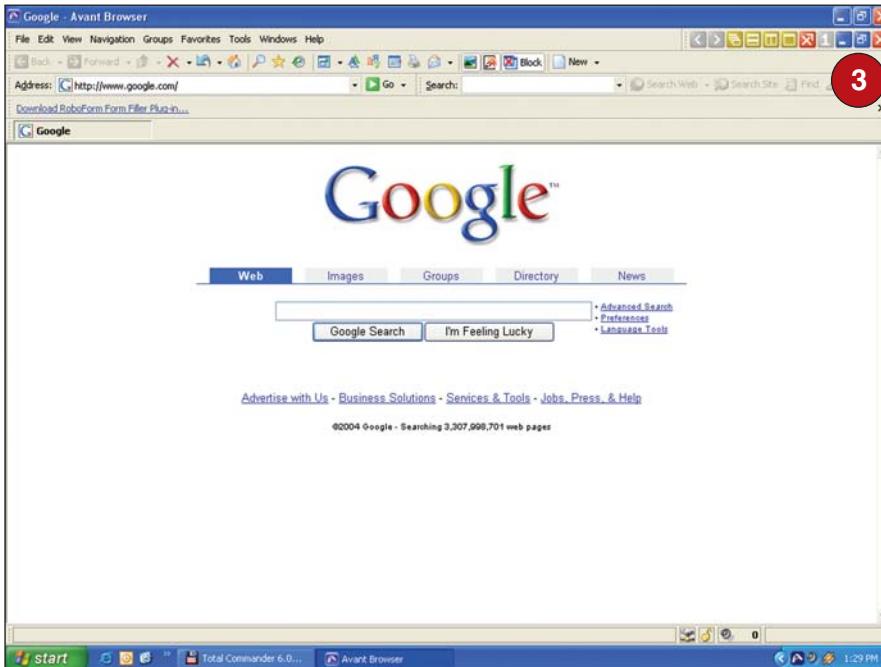 Google - Avant Browser
File Edit View Navigation Groups Favorites Tools Windows Help
1
Back Forward Block New
Address: http://www.google.com/ Go Search: Search Web Search Site Find
3
Download RoboForm Form Filler Plug-in...
Google
Google™
Web Images Groups Directory News
Advanced Search
Preferences
Language Tools
Google Search I'm Feeling Lucky
Advertise with Us - Business Solutions - Services & Tools - Jobs, Press, & Help
©2004 Google - Searching 3,307,998,701 web pages
0
start Total Commander 6.0... Avant Browser 1:29 PM